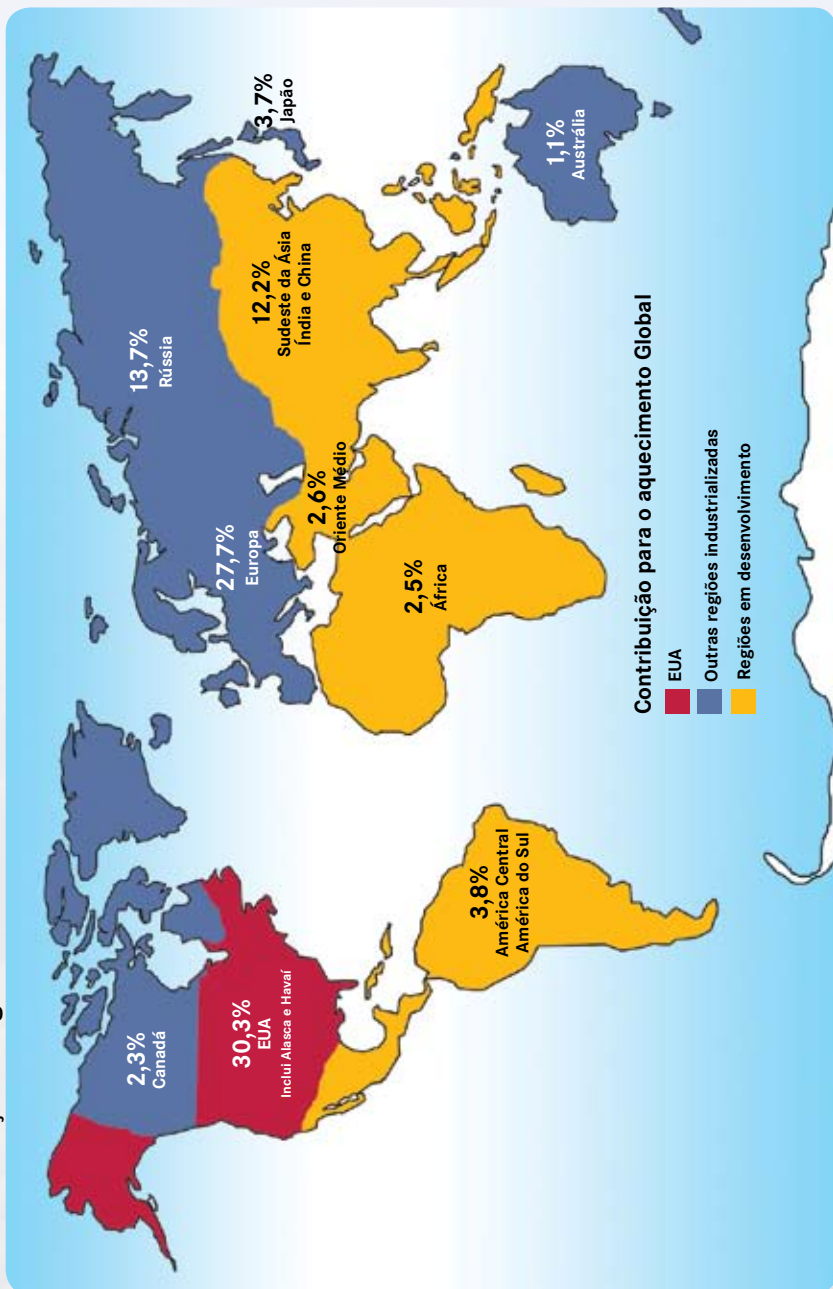 2,3%
Canadá
30,3%
EUA
Inclui Alasca e Havaí
3,8%
América Central
América do Sul
27,7%
Europa
13,7%
Rússia
3,7%
Japão
12,2%
Sudeste da Ásia
Índia e China
2,6%
Oriente Médio
2,5%
África
1,1%
Austrália
Contribuição para o aquecimento Global
EUA
Outras regiões industrializadas
Regiões em desenvolvimento